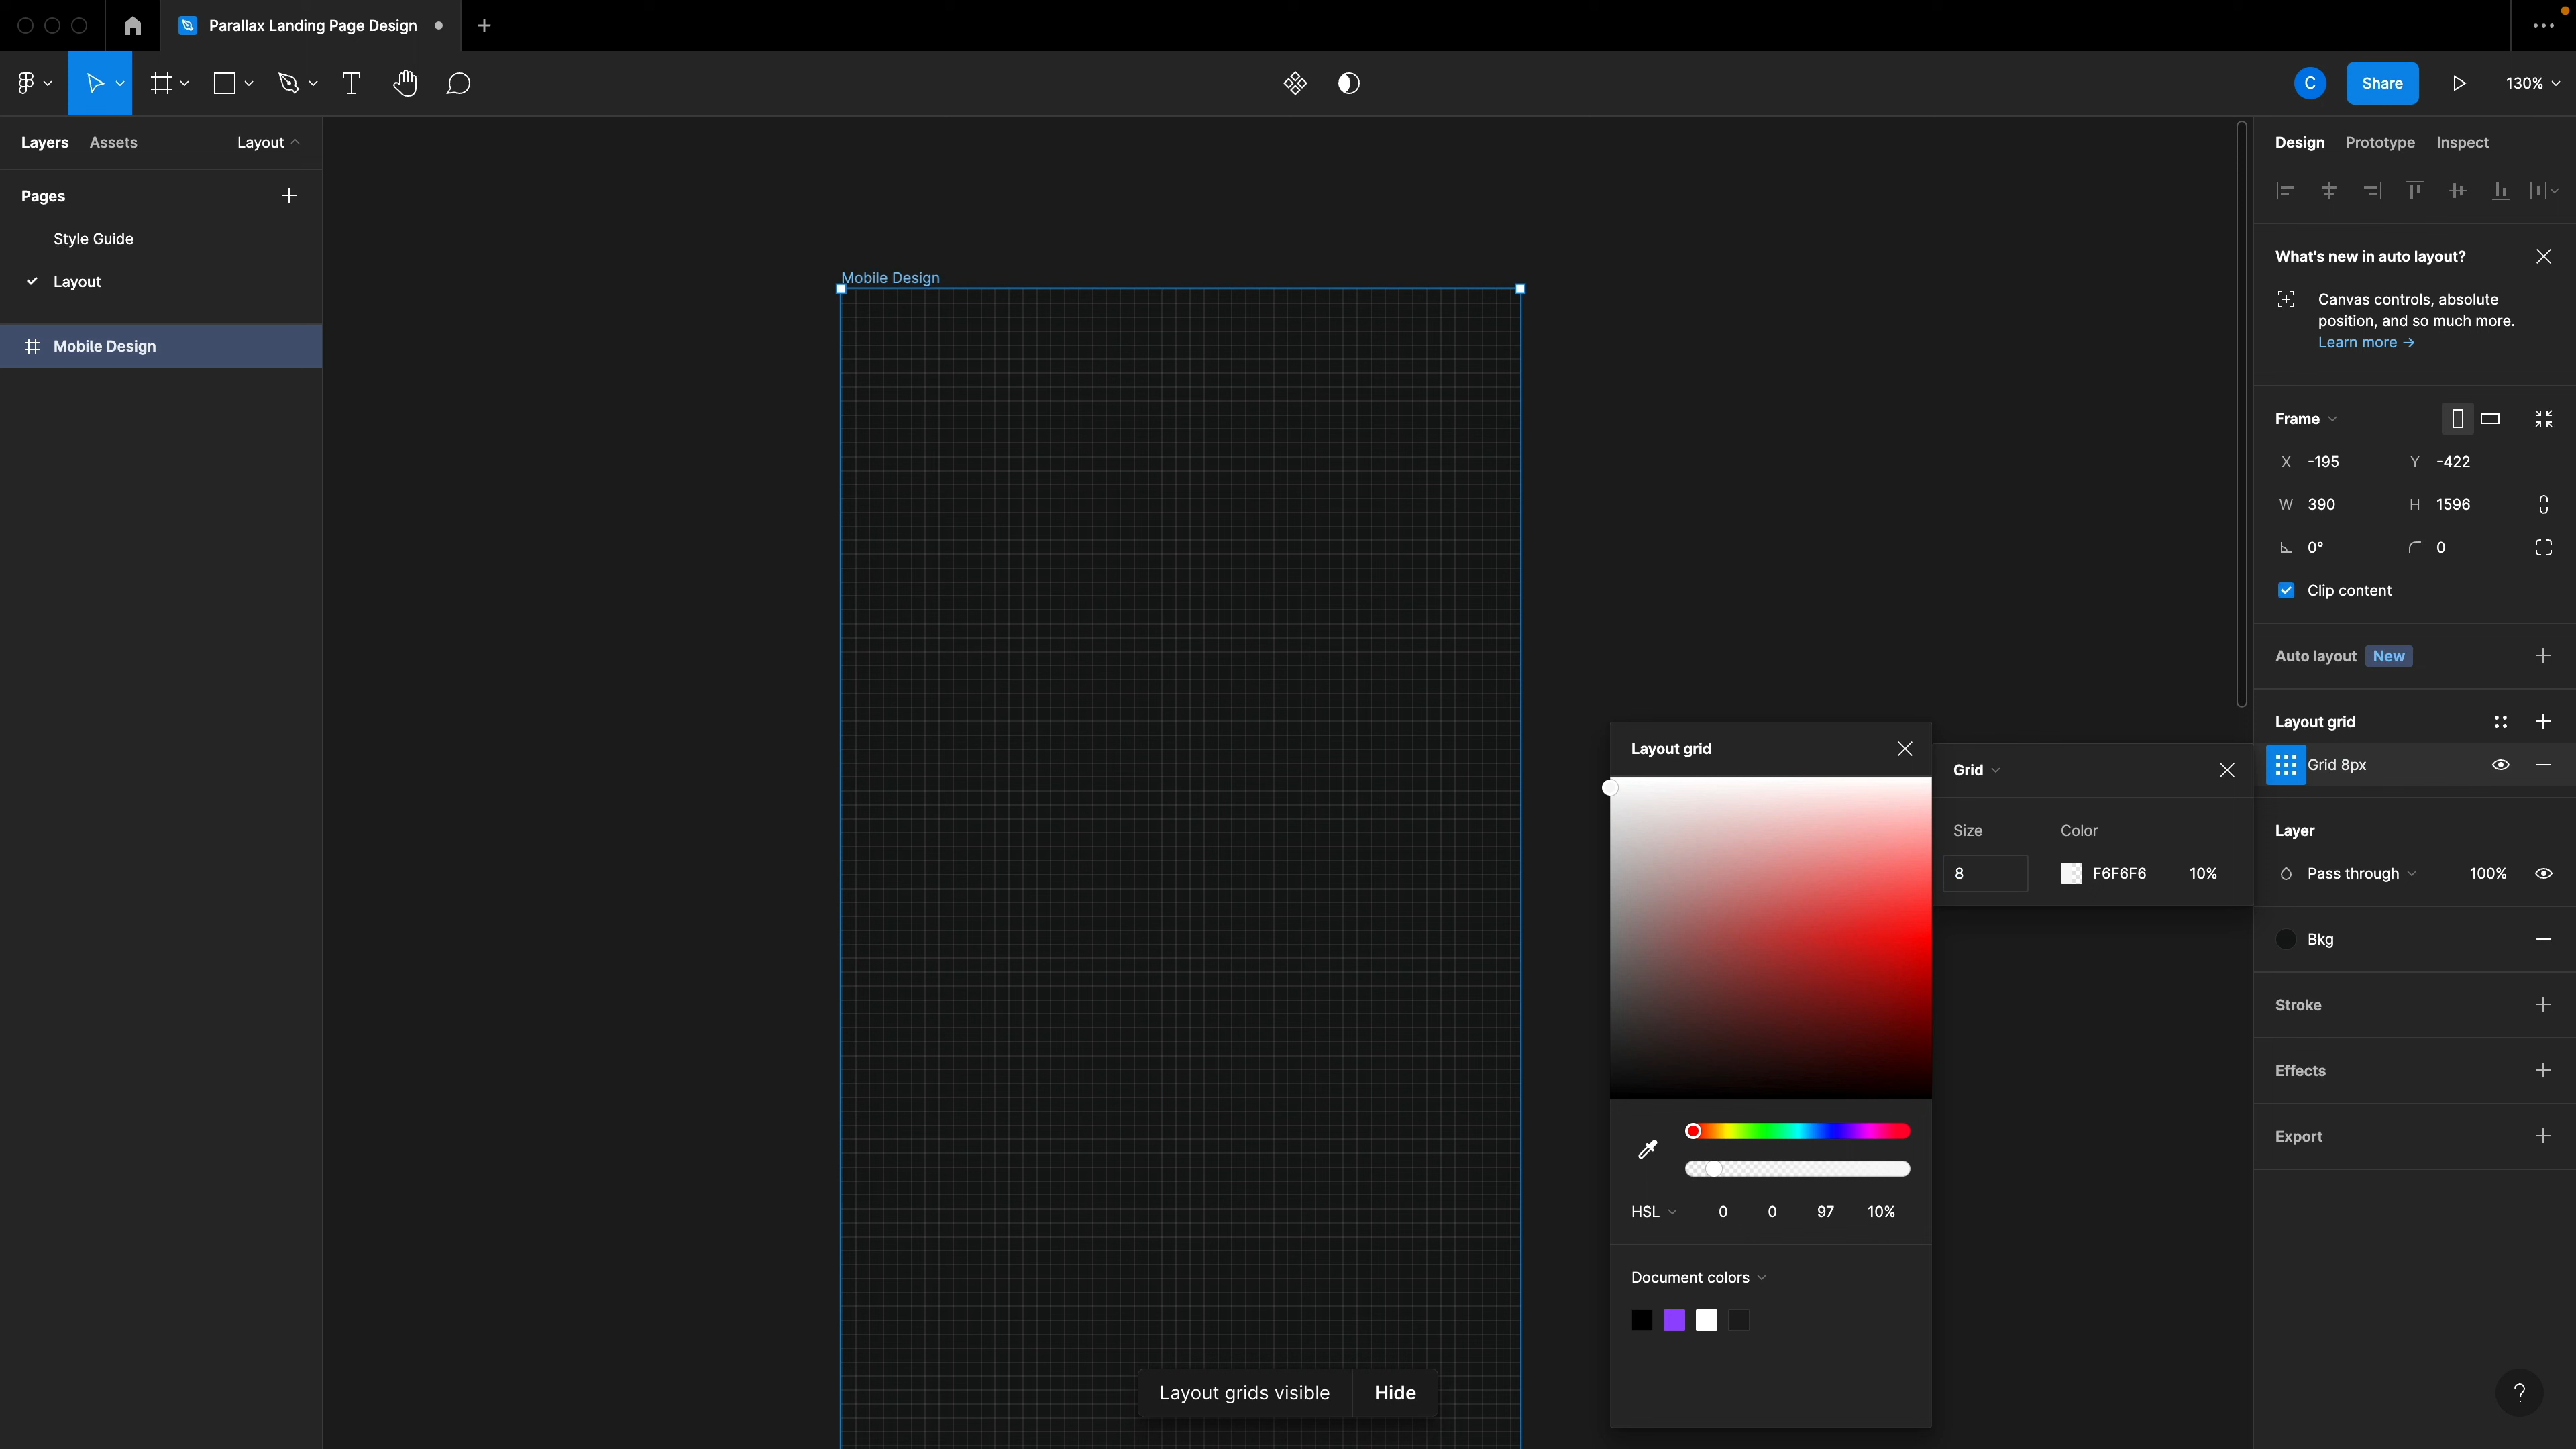 Parallax Landing Page Design
C
Share
130%
Layers
Assets
Layout
Pages
Style Guide
Layout
Mobile Design
Mobile Design
Design
Prototype
Inspect
What's new in auto layout?
Canvas controls, absolute
position, and so much more.
Learn more →
Frame
X -195 Y -422
W 390 H 1596
0° 0
Clip content
Auto layout New
Layout grid
Grid 8px
Layer
Pass through 100%
Bkg
Stroke
Effects
Export
Grid
Size Color
8 F6F6F6 10%
Layout grid
HSL 0 0 97 10%
Document colors
Layout grids visible Hide
?